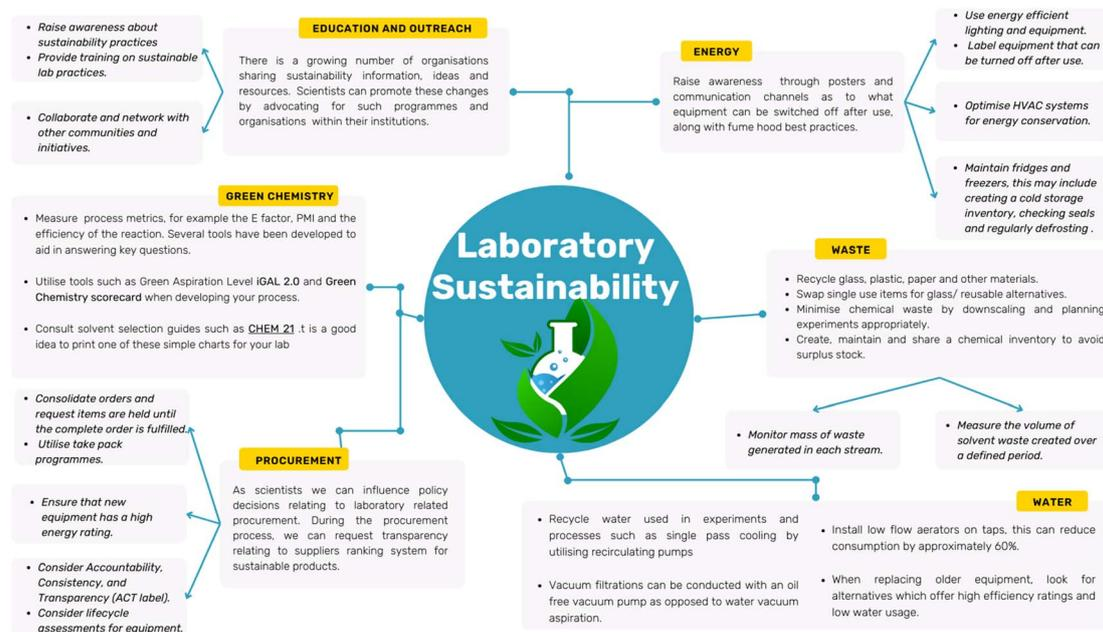 Raise awareness about
sustainability practices
Provide training on sustainable
lab practices.
Collaborate and network with
other communities and
initiatives.
EDUCATION AND OUTREACH
There is a growing number of organisations
sharing sustainability information, ideas and
resources. Scientists can promote these changes
by advocating for such programmes and
organisations within their institutions.
ENERGY
Raise awareness through posters and
communication channels as to what
equipment can be switched off after use,
along with fume hood best practices.
Use energy efficient
lighting and equipment.
Label equipment that can
be turned off after use.
Optimise HVAC systems
for energy conservation.
Maintain fridges and
freezers, this may include
creating a cold storage
inventory, checking seals
and regularly defrosting .
GREEN CHEMISTRY
Measure process metrics, for example the E factor, PMI and the
efficiency of the reaction. Several tools have been developed to
aid in answering key questions.
Utilise tools such as Green Aspiration Level iGAL 2.0 and Green
Chemistry scorecard when developing your process.
Consult solvent selection guides such as CHEM 21 .t is a good
idea to print one of these simple charts for your lab
Laboratory
Sustainability
WASTE
Recycle glass, plastic, paper and other materials.
Swap single use items for glass/ reusable alternatives.
Minimise chemical waste by downscaling and planning
experiments appropriately.
Create, maintain and share a chemical inventory to avoid
surplus stock.
Monitor mass of waste
generated in each stream.
Measure the volume of
solvent waste created over
a defined period.
Consolidate orders and
request items are held until
the complete order is fulfilled.
Utilise take pack
programmes.
Ensure that new
equipment has a high
energy rating.
Consider Accountability,
Consistency, and
Transparency (ACT label).
Consider lifecycle
assessments for equipment.
PROCUREMENT
As scientists we can influence policy
decisions relating to laboratory related
procurement. During the procurement
process, we can request transparency
relating to suppliers ranking system for
sustainable products.
WATER
Recycle water used in experiments and
processes such as single pass cooling by
utilising recirculating pumps
Vacuum filtrations can be conducted with an oil
free vacuum pump as opposed to water vacuum
aspiration.
Install low flow aerators on taps, this can reduce
consumption by approximately 60%.
When replacing older equipment, look for
alternatives which offer high efficiency ratings and
low water usage.